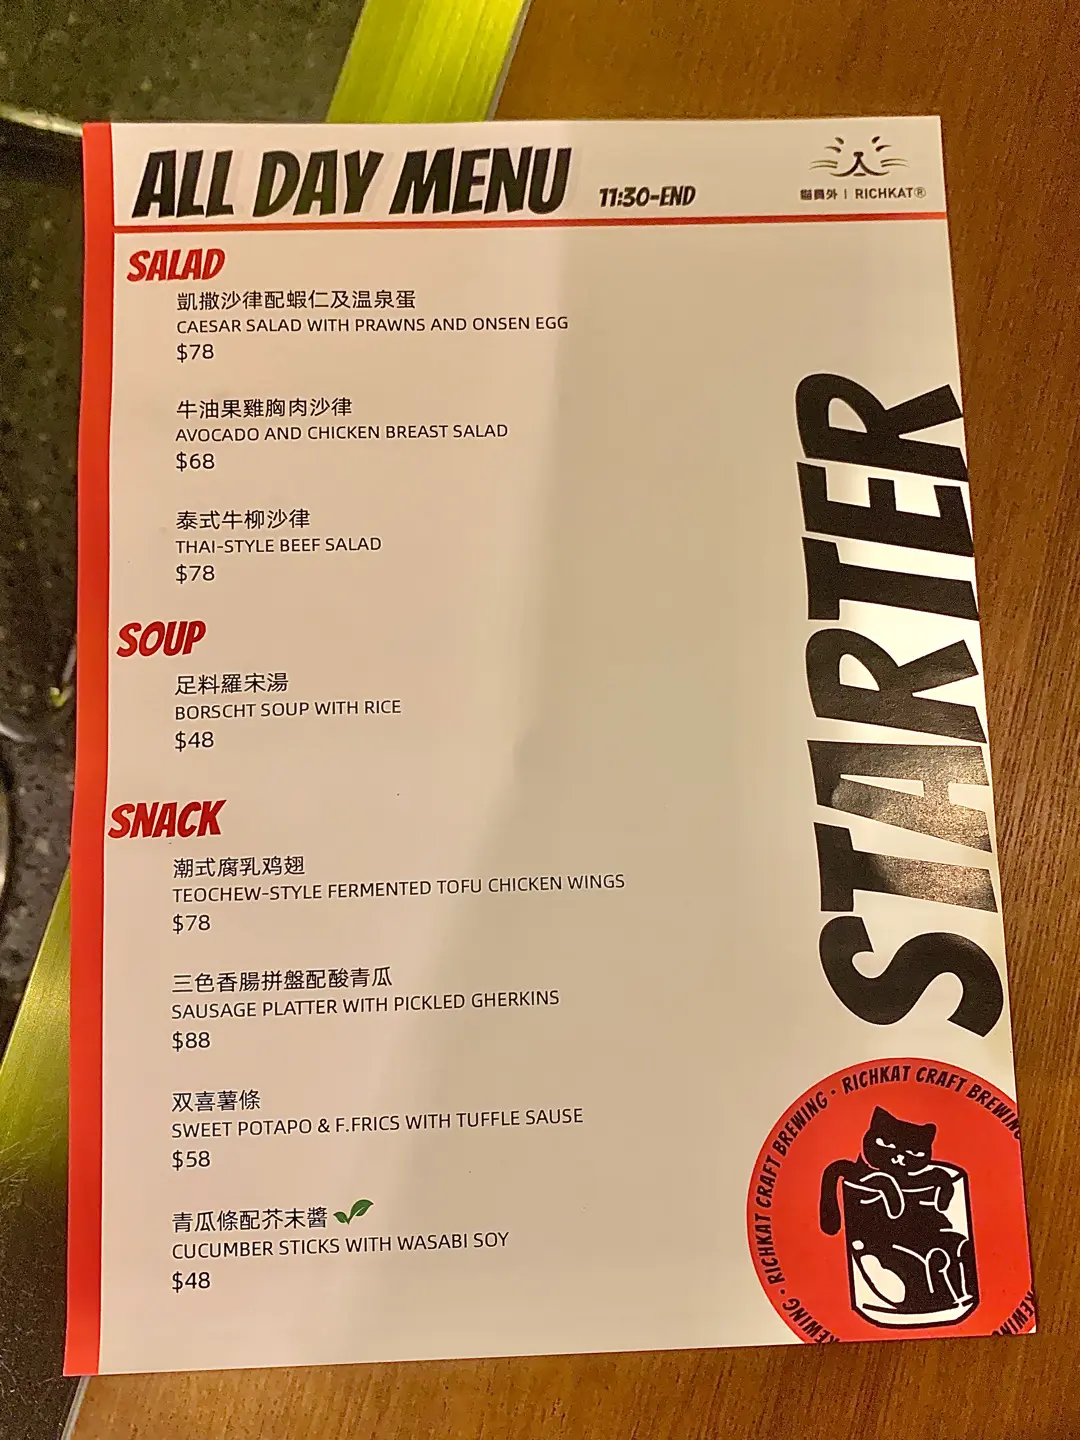 ALL DAY MENU 11:30-END
貓員外 | RICHKAT®
SALAD
凱撒沙律配蝦仁及温泉蛋
CAESAR SALAD WITH PRAWNS AND ONSEN EGG
$78
牛油果雞胸肉沙律
AVOCADO AND CHICKEN BREAST SALAD
$68
泰式牛柳沙律
THAI-STYLE BEEF SALAD
$78
SOUP
足料羅宋湯
BORSCHT SOUP WITH RICE
$48
SNACK
潮式腐乳鸡翅
TEOCHEW-STYLE FERMENTED TOFU CHICKEN WINGS
$78
三色香腸拼盤配酸青瓜
SAUSAGE PLATTER WITH PICKLED GHERKINS
$88
双喜薯條
SWEET POTAPO & F.FRICS WITH TUFFLE SAUSE
$58
青瓜條配芥末醬
CUCUMBER STICKS WITH WASABI SOY
$48
STARTER
RICHKAT CRAFT BREWING · RICHKAT CRAFT BREWING